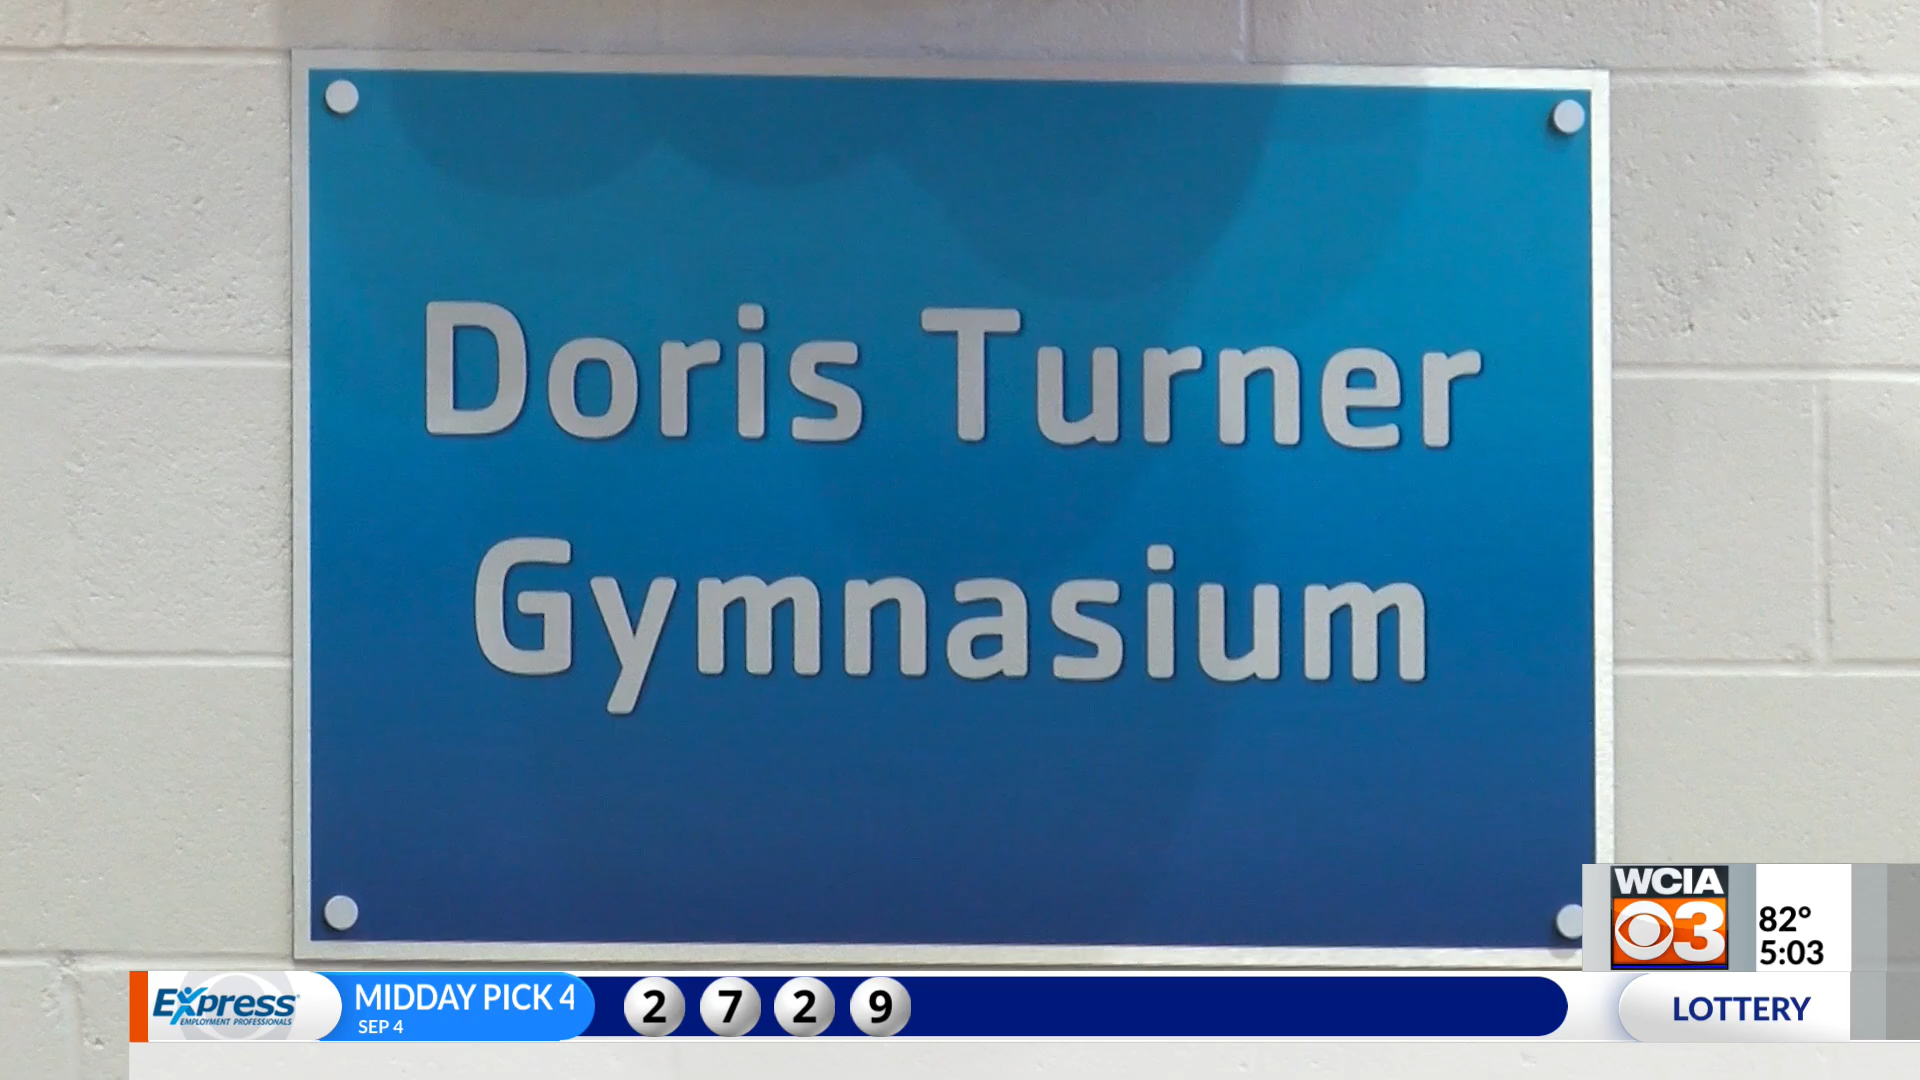 Doris Turner
Gymnasium
WCIA
3
82°
5:03
Express
EMPLOYMENT PROFESSIONALS
MIDDAY PICK 4
SEP 4
2 7 2 9
LOTTERY